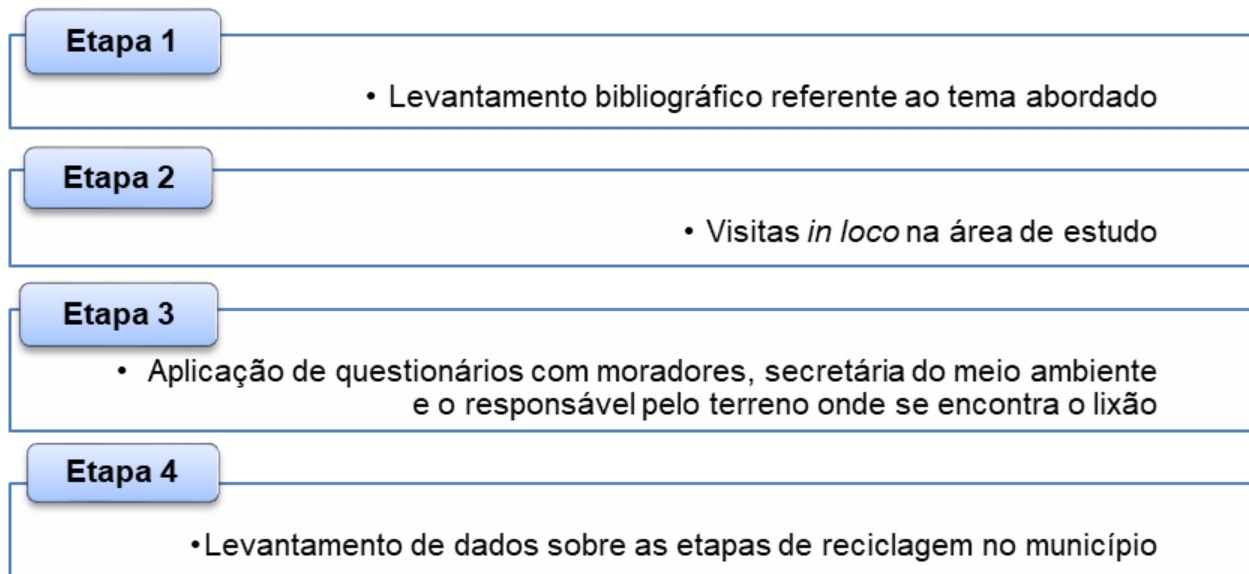 Etapa 1
• Levantamento bibliográfico referente ao tema abordado
Etapa 2
• Visitas in loco na área de estudo
Etapa 3
• Aplicação de questionários com moradores, secretária do meio ambiente
e o responsável pelo terreno onde se encontra o lixão
Etapa 4
•Levantamento de dados sobre as etapas de reciclagem no município